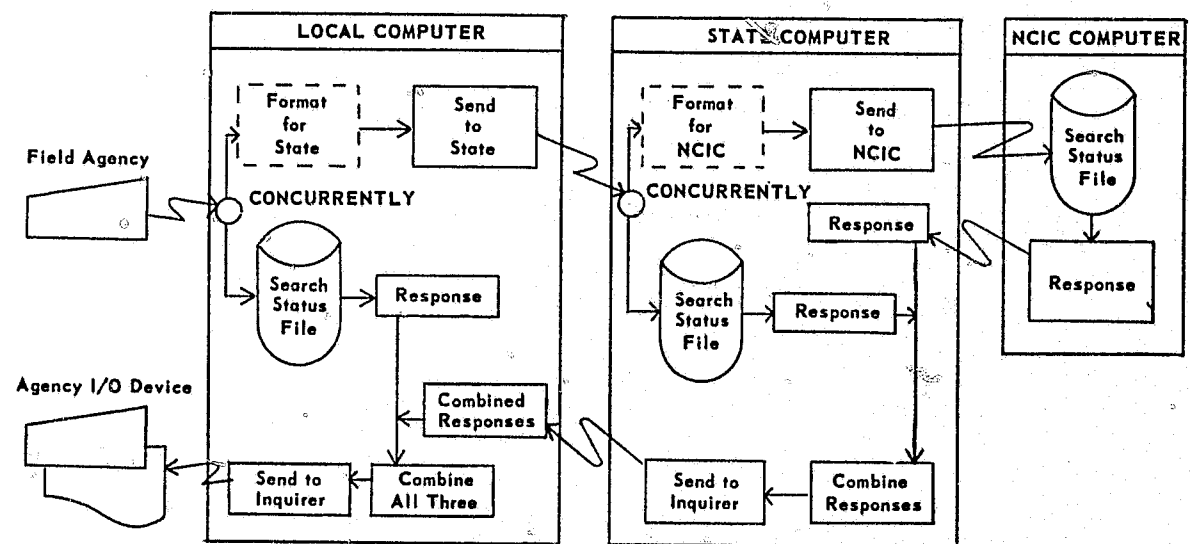 LOCAL COMPUTER
STATE COMPUTER
NCIC COMPUTER
Field Agency
Format
for
State
Send
to
State
CONCURRENTLY
Search
Status
File
Response
Combined
Responses
Combine
All Three
Send to
Inquirer
Agency I/O Device
Format
for
NCIC
Send
to
NCIC
CONCURRENTLY
Response
Search
Status
File
Response
Combine
Responses
Send to
Inquirer
Search
Status
File
Response